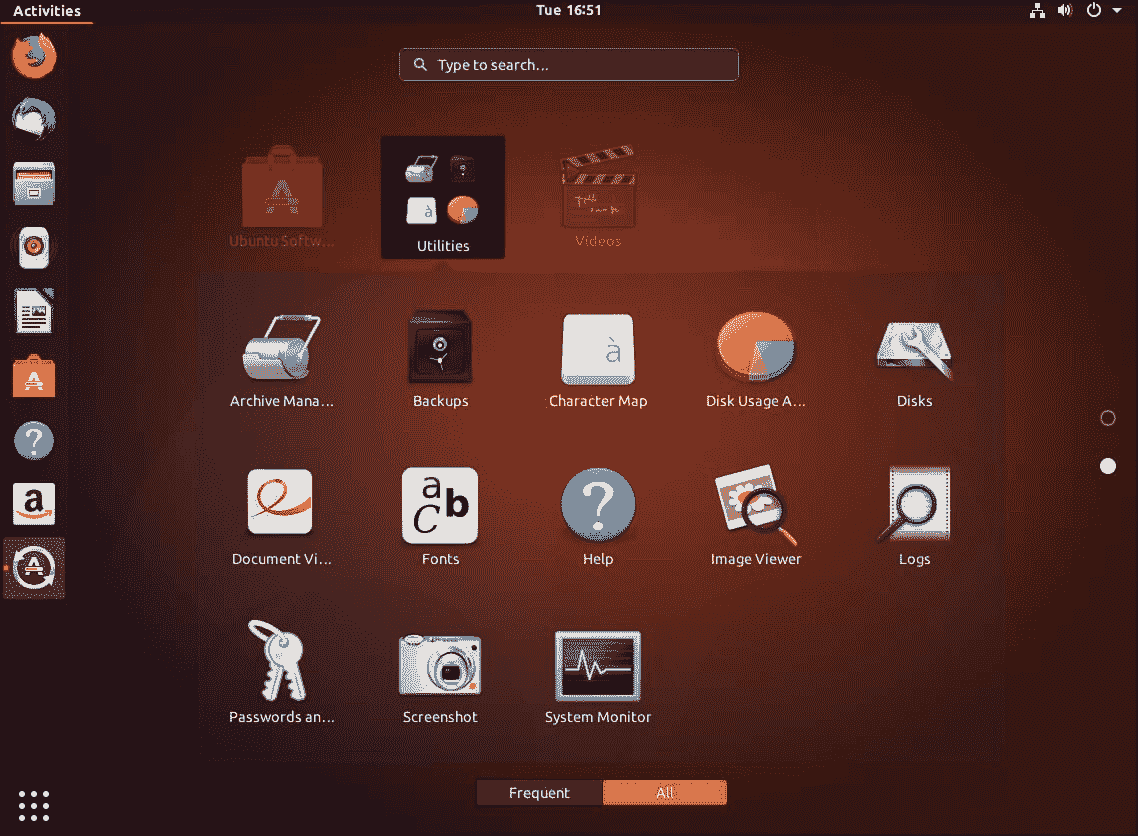 Activities
Tue 16:51
Type to search...
Ubuntu Softw...
Utilities
Videos
Archive Mana...
Backups
Character Map
Disk Usage A...
Disks
Document Vi...
Fonts
Help
Image Viewer
Logs
Passwords an...
Screenshot
System Monitor
Frequent
All